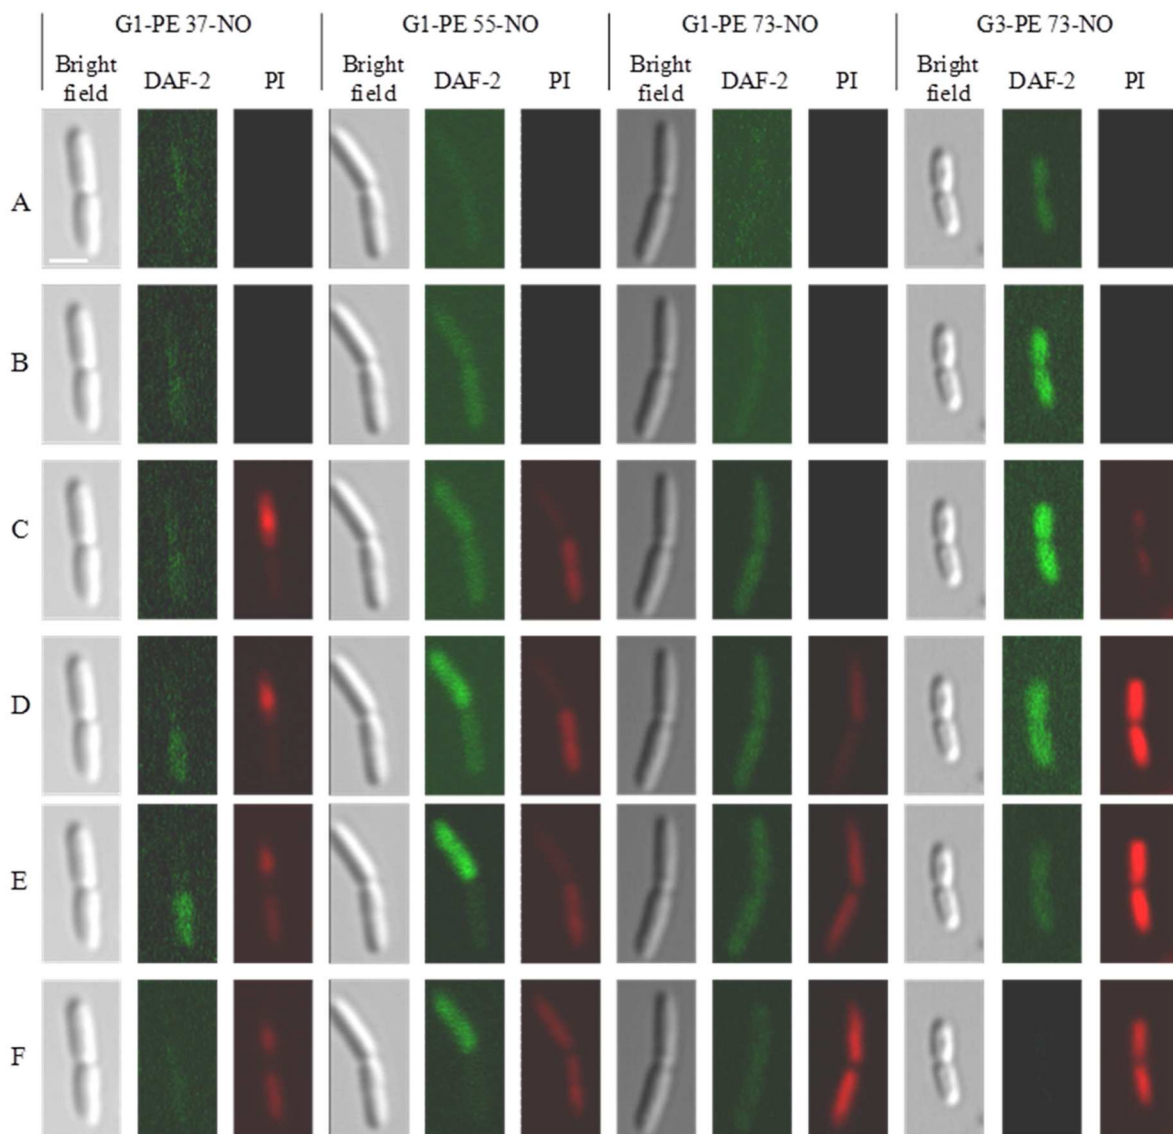 G1-PE 37-NO G1-PE 55-NO G1-PE 73-NO G3-PE 73-NO
Bright field DAF-2 PI Bright field DAF-2 PI Bright field DAF-2 PI Bright field DAF-2 PI
A
B
C
D
E
F